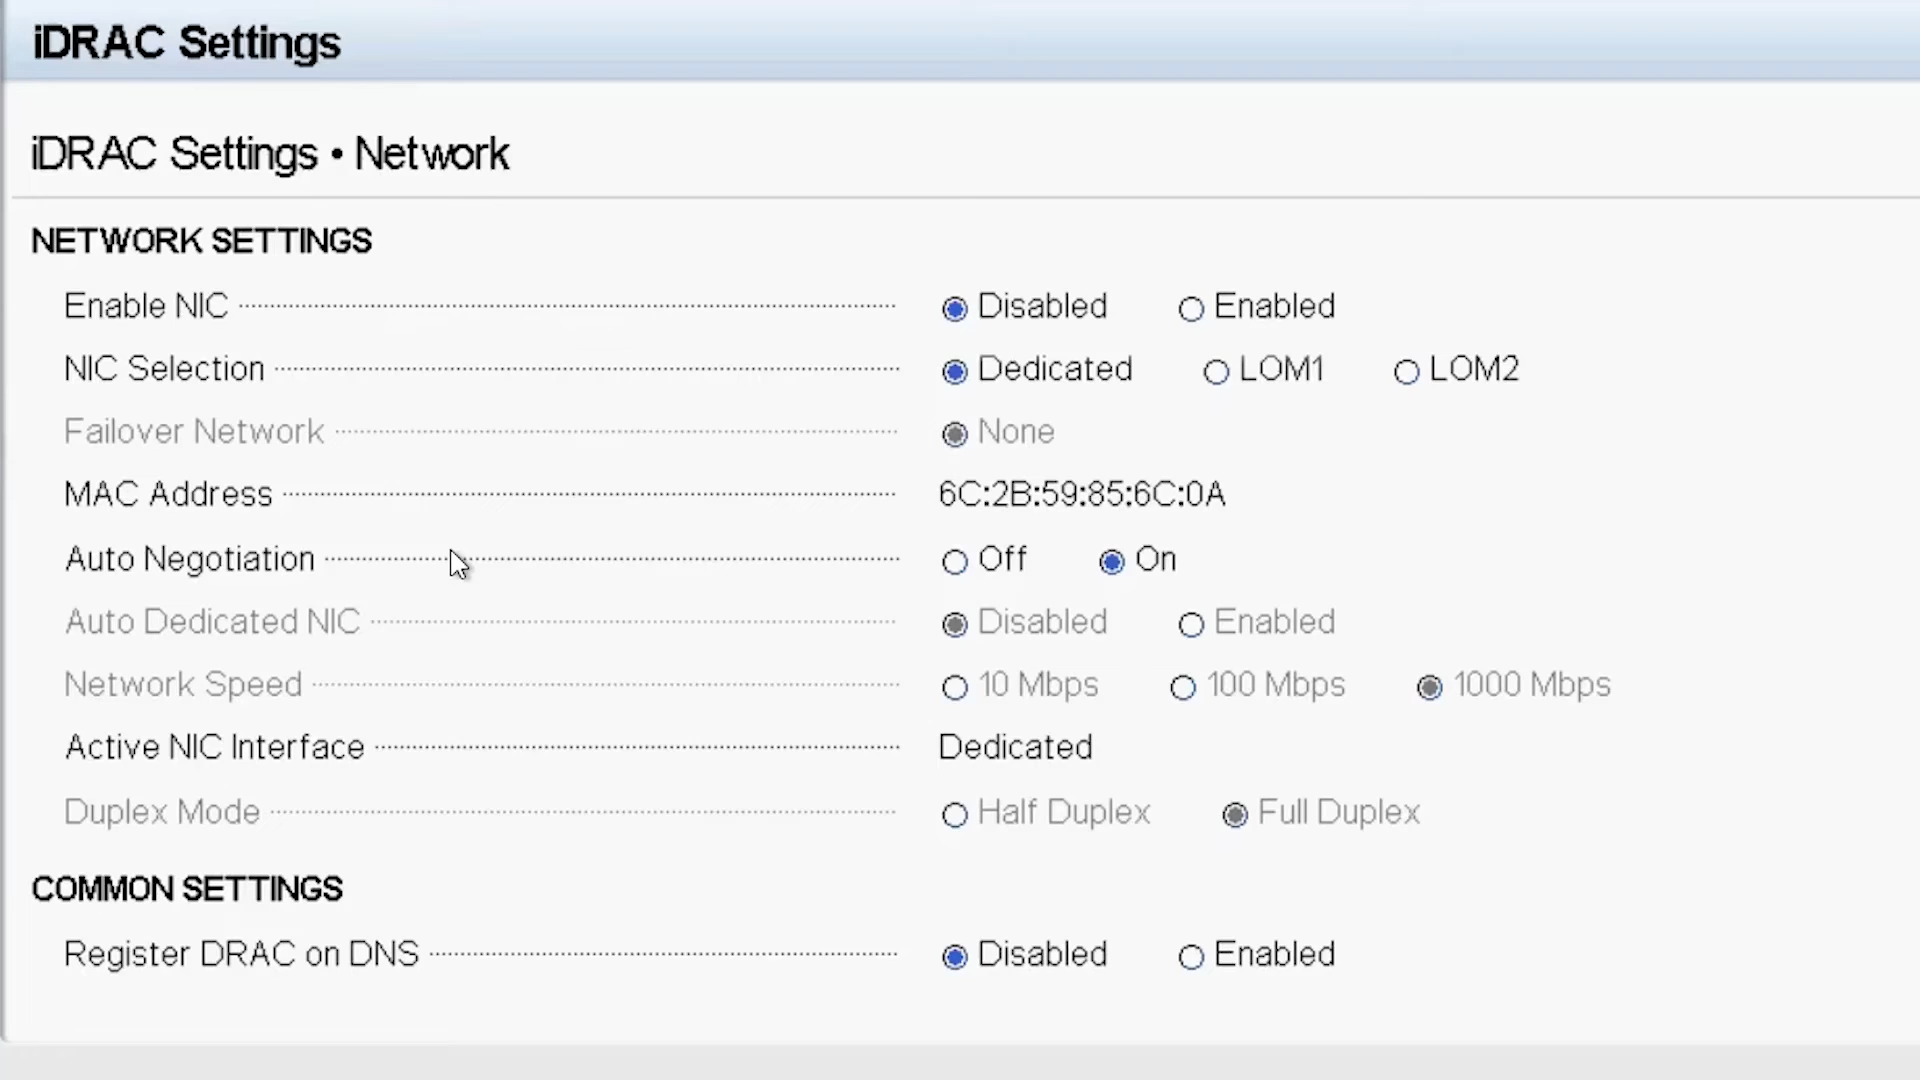 iDRAC Settings
iDRAC Settings • Network
NETWORK SETTINGS
Enable NIC Disabled Enabled
NIC Selection Dedicated LOM1 LOM2
Failover Network None
MAC Address 6C:2B:59:85:6C:0A
Auto Negotiation Off On
Auto Dedicated NIC Disabled Enabled
Network Speed 10 Mbps 100 Mbps 1000 Mbps
Active NIC Interface Dedicated
Duplex Mode Half Duplex Full Duplex
COMMON SETTINGS
Register DRAC on DNS Disabled Enabled